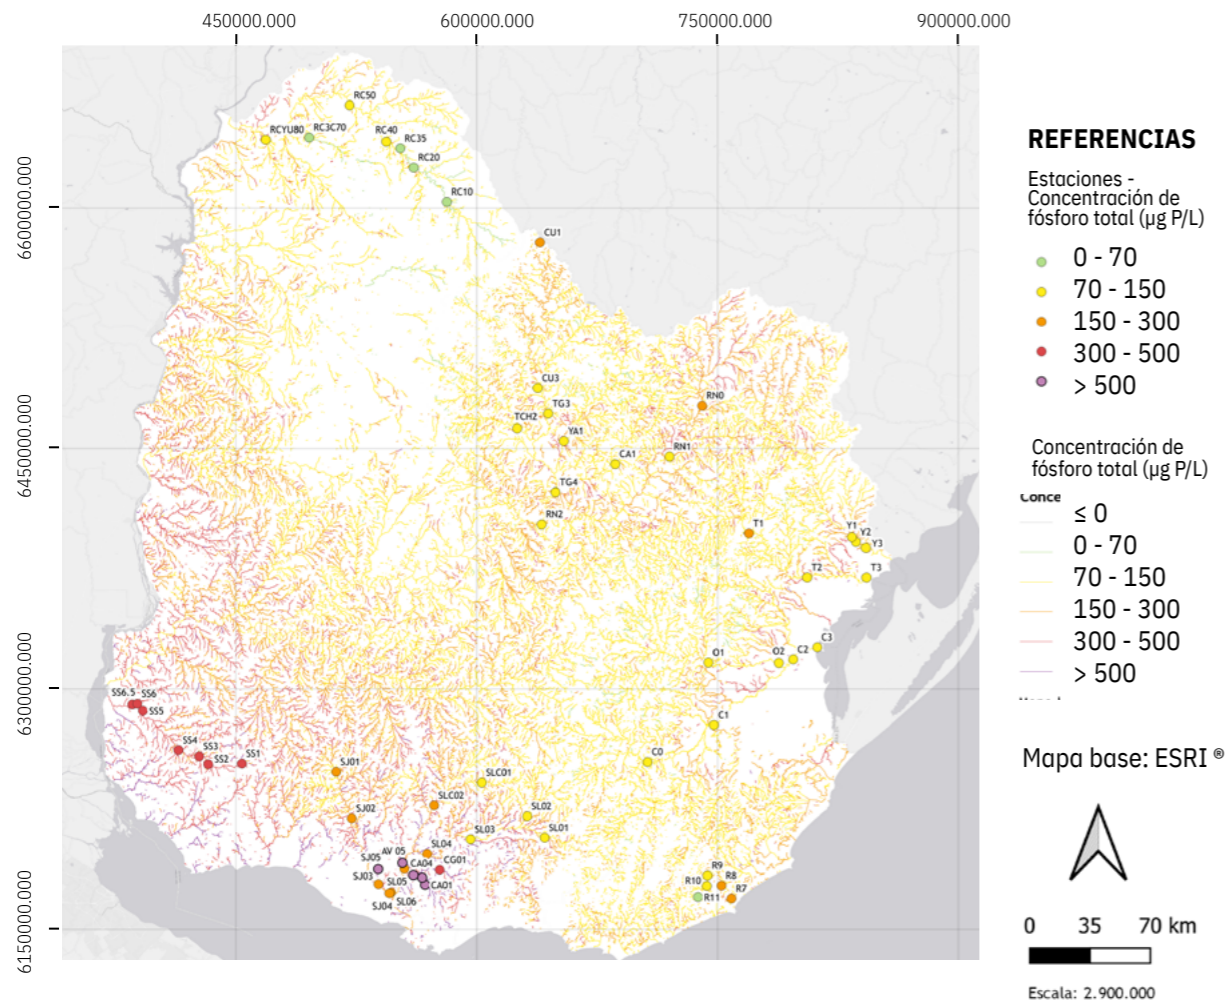 450000.000 600000.000 750000.000 900000.000
6600000.000
6450000.000
6300000.000
6150000.000
RC50
RCYU80
RC3C70
RC40
RC35
RC20
RC10
CU1
CU3
TG3
TCH2
YA1
RN0
RN1
CA1
TG4
RN2
T1
Y1
Y2
Y3
T2
T3
C3
C2
O2
O1
C1
C0
SS6.5
SS6
SS5
SS4
SS3
SS2
SS1
SJ01
SJ02
SLC01
SLC02
SL02
SL01
SL03
SL04
AV 05
SJ05
CA04
CG01
SJ03
SL05
CA01
SJ04
SL06
R9
R8
R10
R7
R11
REFERENCIAS
Estaciones -
Concentración de
fósforo total (µg P/L)
0 - 70
70 - 150
150 - 300
300 - 500
> 500
Concentración de
fósforo total (µg P/L)
Conce
≤ 0
0 - 70
70 - 150
150 - 300
300 - 500
> 500
Mapa base: ESRI ®
0 35 70 km
Escala: 2.900.000